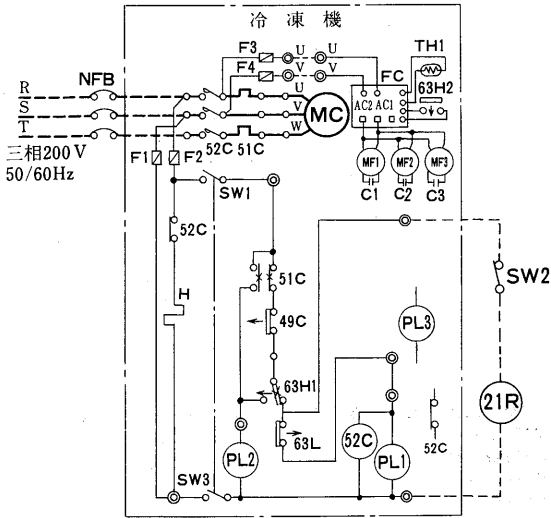 冷凍機
F3 U U
F4 V V
TH1
FC
63H2
NFB
R
S
T
U
V
W
MC
AC2 AC1
52C 51C
三相200V
50/60Hz
F1 F2
MF1 MF2 MF3
C1 C2 C3
SW1
52C
51C
SW2
H
49C
PL3
63H1
21R
63L
52C
52C
PL2
PL1
SW3